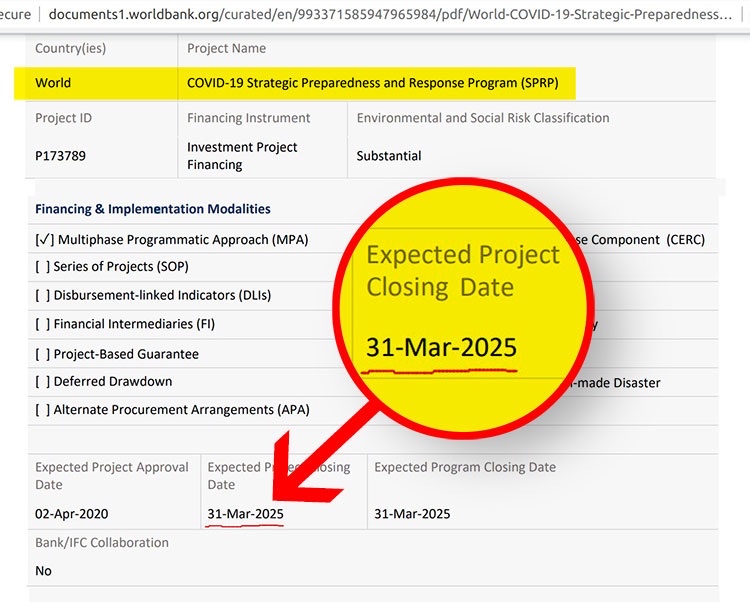 ecure | documents1.worldbank.org/curated/en/993371585947965984/pdf/World-COVID-19-Strategic-Preparedness...
Country(ies) Project Name
World COVID-19 Strategic Preparedness and Response Program (SPRP)
Project ID Financing Instrument Environmental and Social Risk Classification
P173789 Investment Project Financing Substantial
Financing & Implementation Modalities
[✓] Multiphase Programmatic Approach (MPA) se Component (CERC)
[ ] Series of Projects (SOP)
[ ] Disbursement-linked Indicators (DLIs)
[ ] Financial Intermediaries (FI) y
[ ] Project-Based Guarantee
[ ] Deferred Drawdown -made Disaster
[ ] Alternate Procurement Arrangements (APA)
Expected Project
Closing Date
31-Mar-2025
Expected Project Approval Date Expected Closing Date Expected Program Closing Date
02-Apr-2020 31-Mar-2025 31-Mar-2025
Bank/IFC Collaboration
No